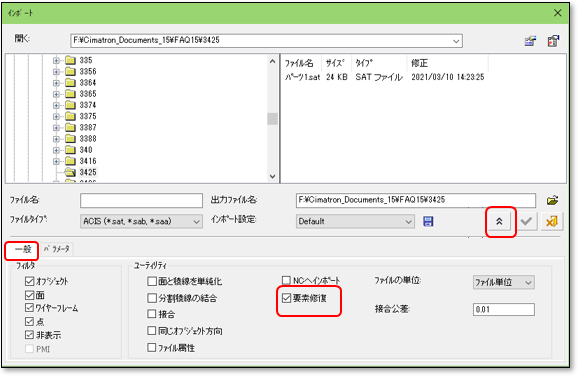 インポート
開く:
F:¥Cimatron_Documents_15¥FAQ15¥3425
335
3356
3364
3365
3374
3375
3387
3388
340
3416
3425
ファイル名 サイズ タイプ 修正
パーツ1.sat 24 KB SAT ファイル 2021/03/10 14:23:25
ファイル名: 出力ファイル名: F:¥Cimatron_Documents_15¥FAQ15¥3425
ファイルタイプ: ACIS (*.sat, *.sab, *.saa) インポート設定: Default
一般 パラメータ
フィルタ
オブジェクト
面
ワイヤーフレーム
点
非表示
PMI
ユーティリティ
面と稜線を単純化
分割稜線の結合
接合
同じオブジェクト方向
ファイル属性
NCへインポート
要素修復
ファイルの単位: ファイル単位
接合公差: 0.01